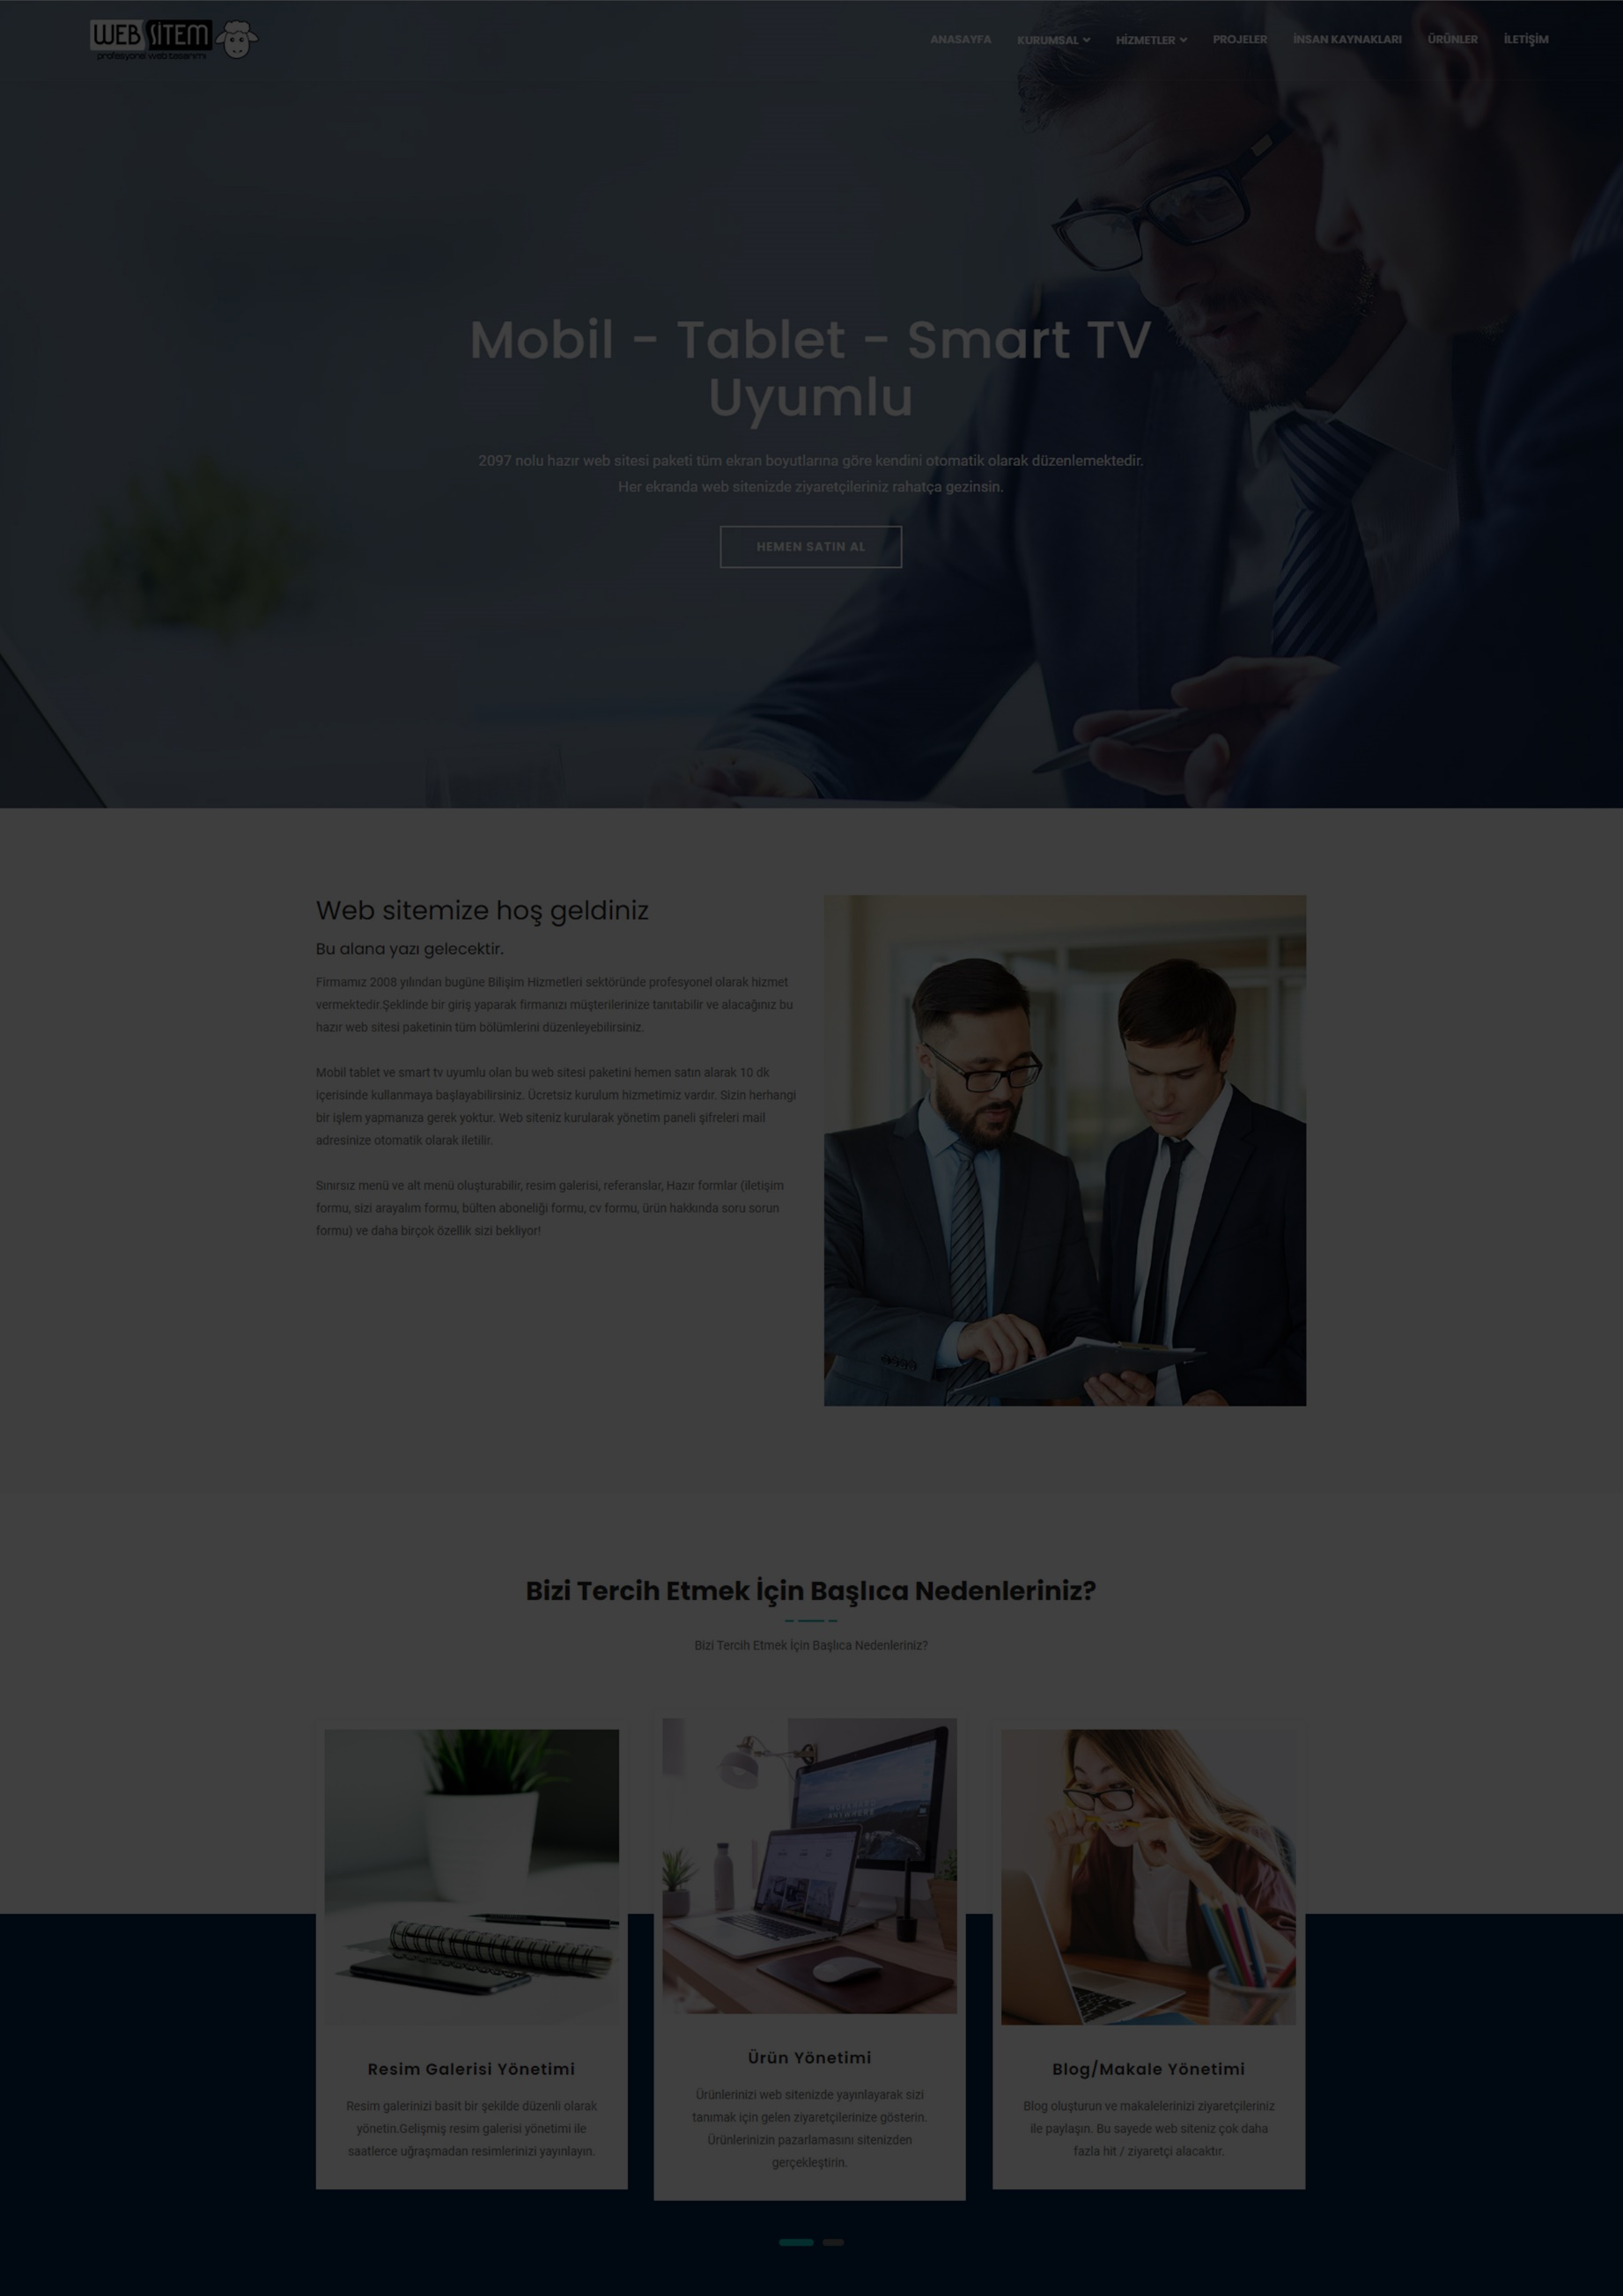 WEB SİTEM
profesyonel web tasarımı
ANASAYFA KURUMSAL HİZMETLER PROJELER İNSAN KAYNAKLARI ÜRÜNLER İLETİŞİM
Mobil - Tablet - Smart TV
Uyumlu
2097 nolu hazır web sitesi paketi tüm ekran boyutlarına göre kendini otomatik olarak düzenlemektedir.
Her ekranda web sitenizde ziyaretçileriniz rahatça gezinsin.
HEMEN SATIN AL
Web sitemize hoş geldiniz
Bu alana yazı gelecektir.
Firmamız 2008 yılından bugüne Bilişim Hizmetleri sektöründe profesyonel olarak hizmet
vermektedir.Şeklinde bir giriş yaparak firmanızı müşterilerinize tanıtabilir ve alacağınız bu
hazır web sitesi paketinin tüm bölümlerini düzenleyebilirsiniz.
Mobil tablet ve smart tv uyumlu olan bu web sitesi paketini hemen satın alarak 10 dk
içerisinde kullanmaya başlayabilirsiniz. Ücretsiz kurulum hizmetimiz vardır. Sizin herhangi
bir işlem yapmanıza gerek yoktur. Web siteniz kurularak yönetim paneli şifreleri mail
adresinize otomatik olarak iletilir.
Sınırsız menü ve alt menü oluşturabilir, resim galerisi, referanslar, Hazır formlar (iletişim
formu, sizi arayalım formu, bülten aboneliği formu, cv formu, ürün hakkında soru sorun
formu) ve daha birçok özellik sizi bekliyor!
Bizi Tercih Etmek İçin Başlıca Nedenleriniz?
Bizi Tercih Etmek İçin Başlıca Nedenleriniz?
Resim Galerisi Yönetimi
Resim galerinizi basit bir şekilde düzenli olarak
yönetin.Gelişmiş resim galerisi yönetimi ile
saatlerce uğraşmadan resimlerinizi yayınlayın.
Ürün Yönetimi
Ürünlerinizi web sitenizde yayınlayarak sizi
tanımak için gelen ziyaretçilerinize gösterin.
Ürünlerinizin pazarlamasını sitenizden
gerçekleştirin.
Blog/Makale Yönetimi
Blog oluşturun ve makalelerinizi ziyaretçileriniz
ile paylaşın. Bu sayede web siteniz çok daha
fazla hit / ziyaretçi alacaktır.